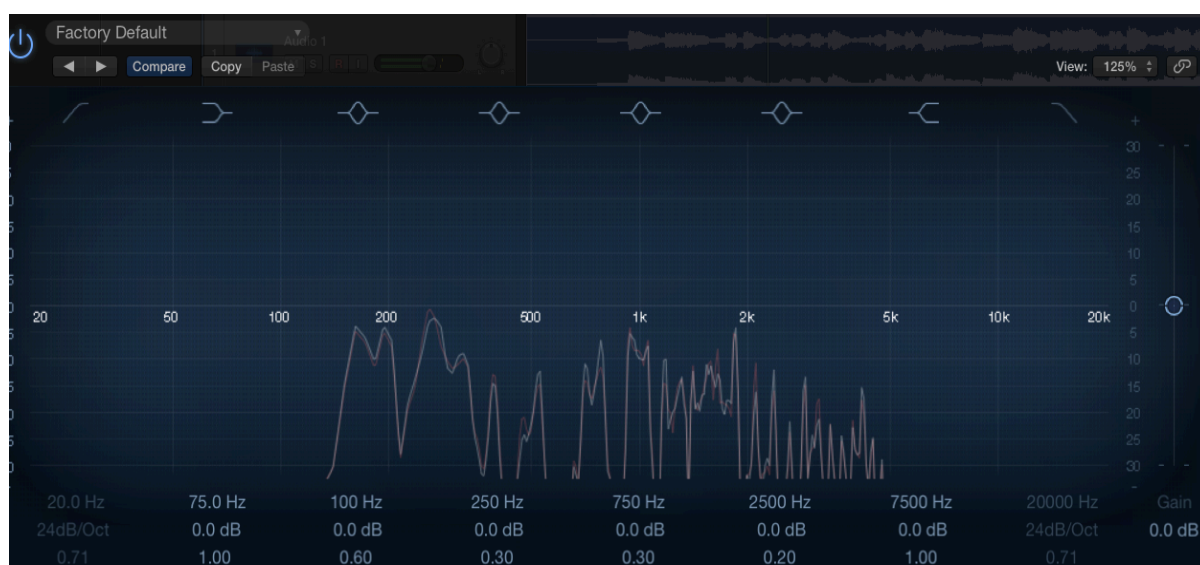 Factory Default
Audio 1
S R I
Compare Copy Paste
View: 125%
+
30
25
20
15
10
5
0
20 50 100 200 500 1k 2k 5k 10k 20k
5
10
15
20
25
30
-
20.0 Hz 75.0 Hz 100 Hz 250 Hz 750 Hz 2500 Hz 7500 Hz 20000 Hz Gain
24dB/Oct 0.0 dB 0.0 dB 0.0 dB 0.0 dB 0.0 dB 0.0 dB 24dB/Oct 0.0 dB
0.71 1.00 0.60 0.30 0.30 0.20 1.00 0.71